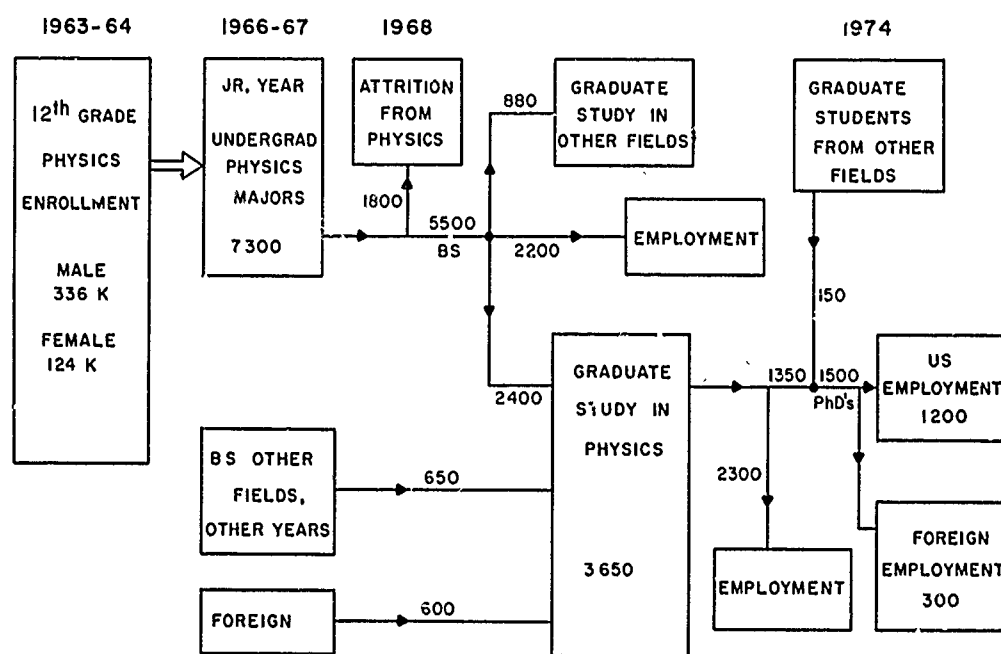 1963-64
1966-67
1968
1974
12th GRADE
PHYSICS
ENROLLMENT
MALE
336 K
FEMALE
124 K
JR, YEAR
UNDERGRAD
PHYSICS
MAJORS
7300
ATTRITION
FROM
PHYSICS
1800
5500
BS
880
GRADUATE
STUDY IN
OTHER FIELDS
2200
EMPLOYMENT
2400
GRADUATE
STUDY IN
PHYSICS
3650
BS OTHER
FIELDS,
OTHER YEARS
650
FOREIGN
600
GRADUATE
STUDENTS
FROM OTHER
FIELDS
150
1350
1500
PhD's
2300
EMPLOYMENT
US
EMPLOYMENT
1200
FOREIGN
EMPLOYMENT
300